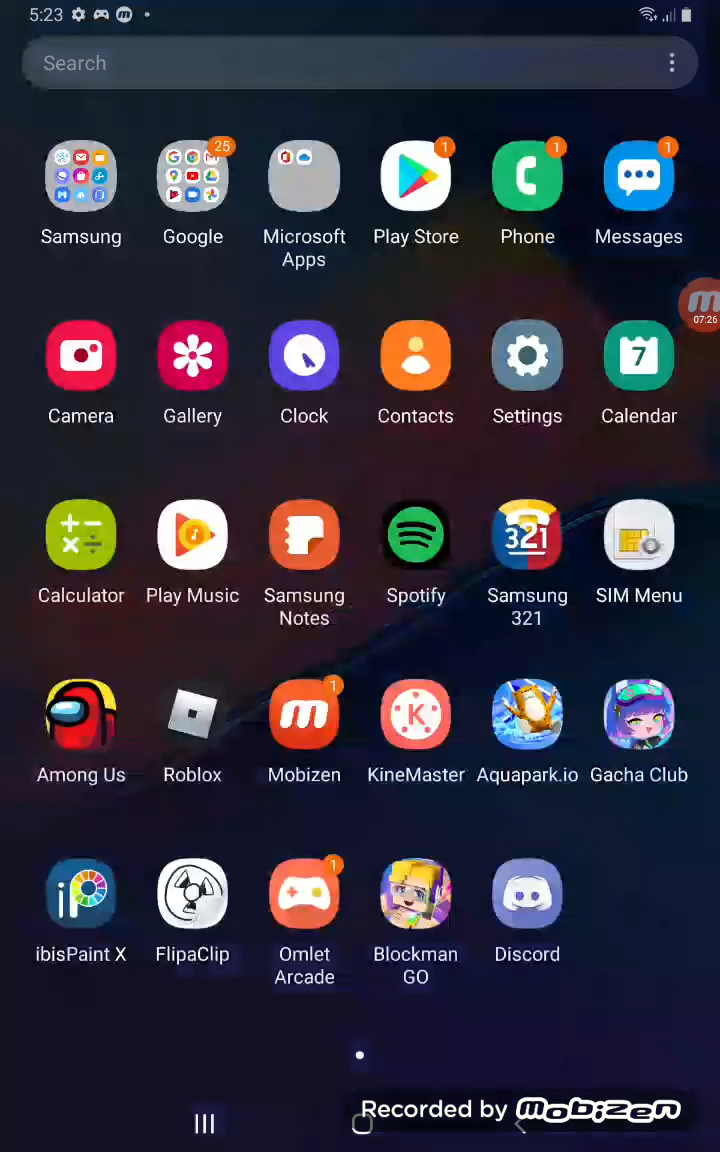 5:23
Search
25
1
1
1
Samsung
Google
Microsoft
Apps
Play Store
Phone
Messages
07:26
7
Camera
Gallery
Clock
Contacts
Settings
Calendar
321
Calculator
Play Music
Samsung
Notes
Spotify
Samsung
321
SIM Menu
1
K
Among Us
Roblox
Mobizen
KineMaster
Aquapark.io
Gacha Club
iP
1
ibisPaint X
FlipaClip
Omlet
Arcade
Blockman
GO
Discord
Recorded by mobizen